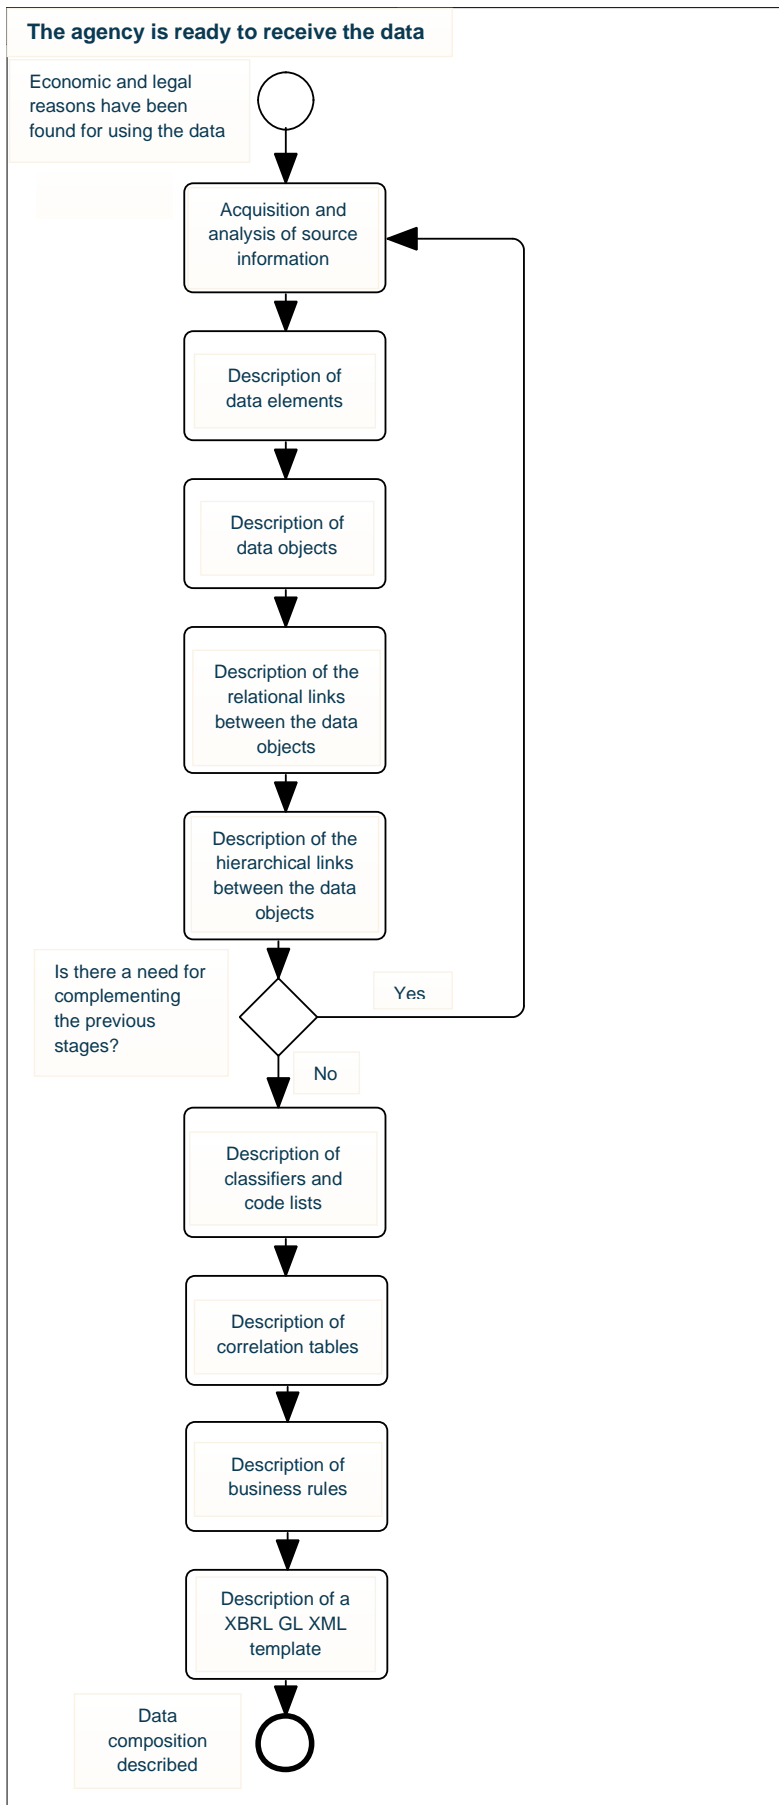 The agency is ready to receive the data
Economic and legal
reasons have been
found for using the data
Acquisition and
analysis of source
information
Description of
data elements
Description of
data objects
Description of the
relational links
between the data
objects
Description of the
hierarchical links
between the data
objects
Is there a need for
complementing
the previous
stages?
Yes
No
Description of
classifiers and
code lists
Description of
correlation tables
Description of
business rules
Description of a
XBRL GL XML
template
Data
composition
described